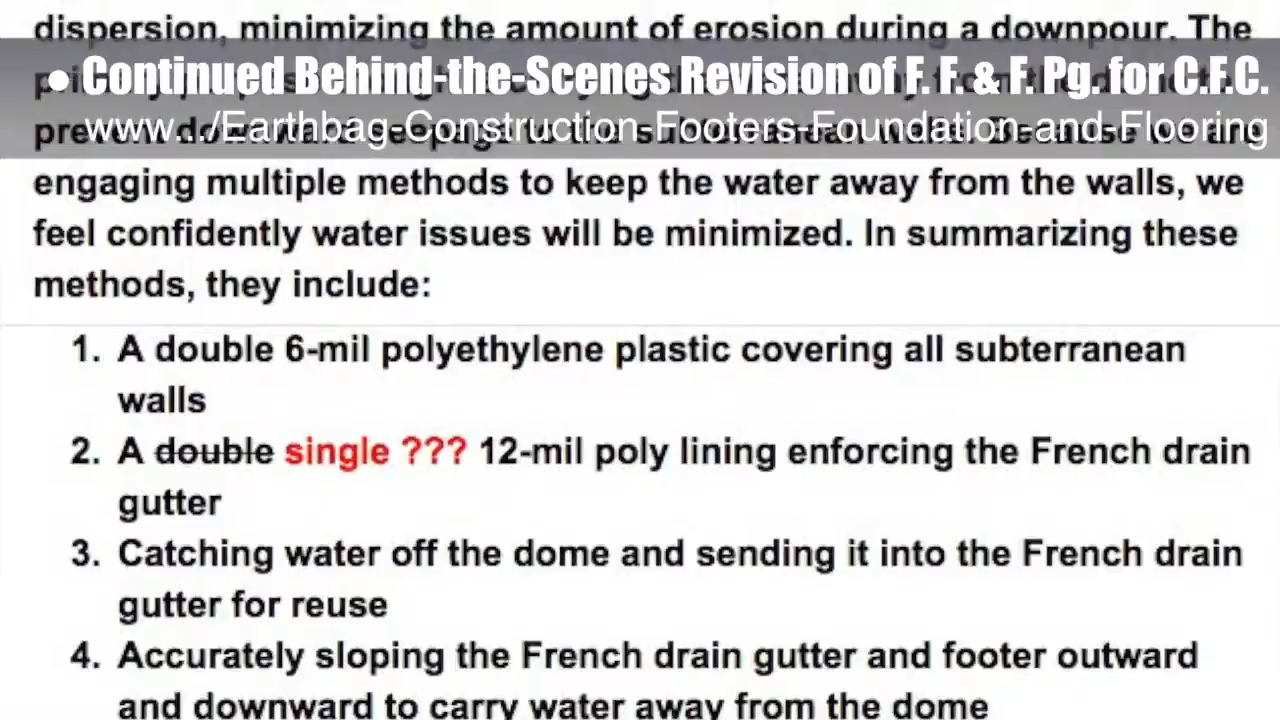 dispersion, minimizing the amount of erosion during a downpour. The
• Continued Behind-the-Scenes Revision of F. F. & F. Pg. for C.F.C.
www.../Earthbag-Construction-Footers-Foundation-and-Flooring
engaging multiple methods to keep the water away from the walls, we
feel confidently water issues will be minimized. In summarizing these
methods, they include:
1. A double 6-mil polyethylene plastic covering all subterranean
walls
2. A double single ??? 12-mil poly lining enforcing the French drain
gutter
3. Catching water off the dome and sending it into the French drain
gutter for reuse
4. Accurately sloping the French drain gutter and footer outward
and downward to carry water away from the dome